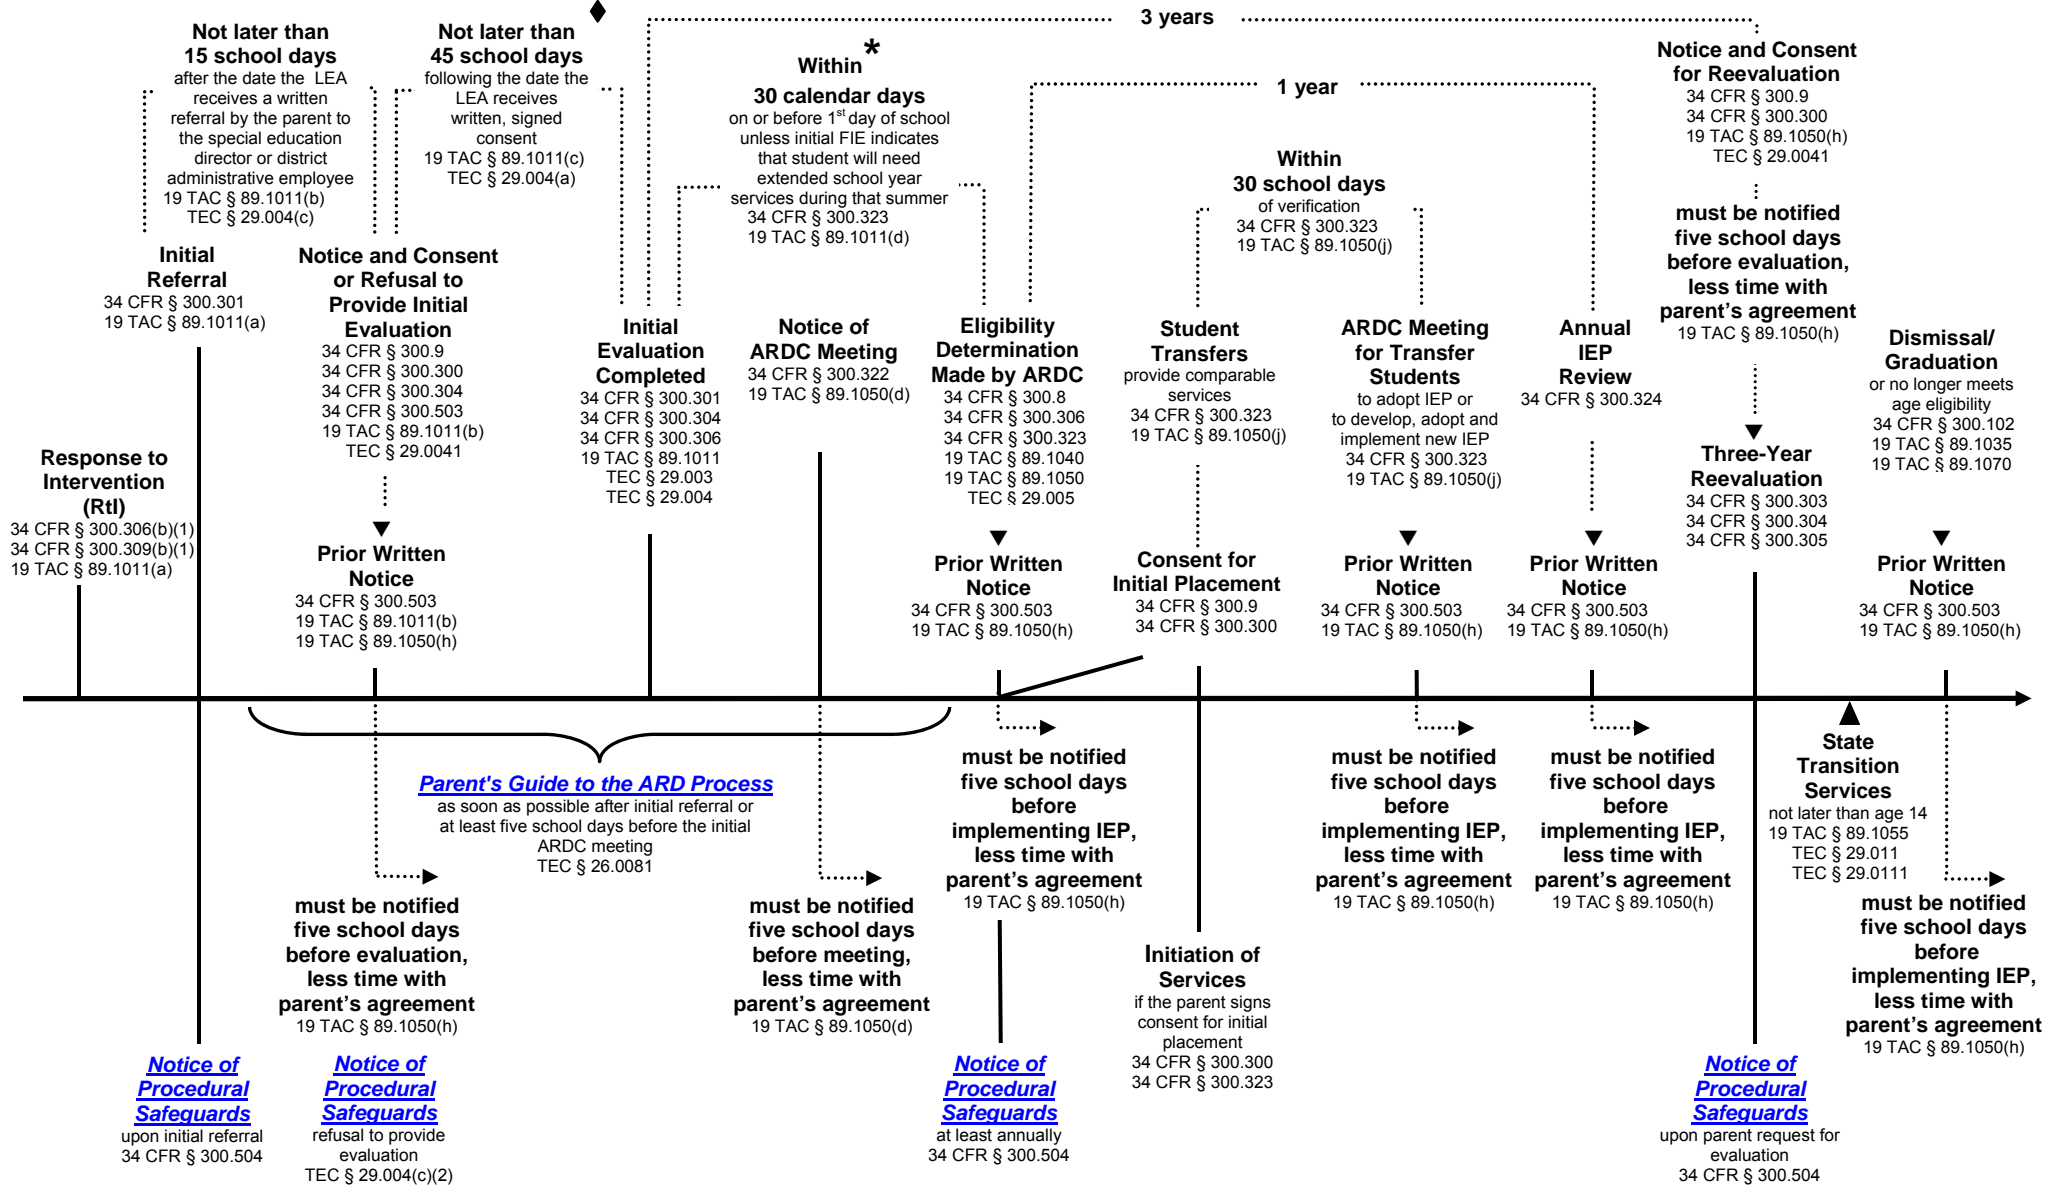 3 years
Not later than
15 school days
after the date the LEA
receives a written
referral by the parent to
the special education
director or district
administrative employee
19 TAC § 89.1011(b)
TEC § 29.004(c)
Not later than
45 school days
following the date the
LEA receives
written, signed
consent
19 TAC § 89.1011(c)
TEC § 29.004(a)
Within*
30 calendar days
on or before 1st day of school
unless initial FIE indicates
that student will need
extended school year
services during that summer
34 CFR § 300.323
19 TAC § 89.1011(d)
1 year
Within
30 school days
of verification
34 CFR § 300.323
19 TAC § 89.1050(j)
Notice and Consent
for Reevaluation
34 CFR § 300.9
34 CFR § 300.300
19 TAC § 89.1050(h)
TEC § 29.0041
must be notified
five school days
before evaluation,
less time with
parent's agreement
19 TAC § 89.1050(h)
Response to
Intervention
(RtI)
34 CFR § 300.306(b)(1)
34 CFR § 300.309(b)(1)
19 TAC § 89.1011(a)
Initial
Referral
34 CFR § 300.301
19 TAC § 89.1011(a)
Notice and Consent
or Refusal to
Provide Initial
Evaluation
34 CFR § 300.9
34 CFR § 300.300
34 CFR § 300.304
34 CFR § 300.503
19 TAC § 89.1011(b)
TEC § 29.0041
Prior Written
Notice
34 CFR § 300.503
19 TAC § 89.1011(b)
19 TAC § 89.1050(h)
Initial
Evaluation
Completed
34 CFR § 300.301
34 CFR § 300.304
34 CFR § 300.306
19 TAC § 89.1011
TEC § 29.003
TEC § 29.004
Notice of
ARDC Meeting
34 CFR § 300.322
19 TAC § 89.1050(d)
Eligibility
Determination
Made by ARDC
34 CFR § 300.8
34 CFR § 300.306
34 CFR § 300.323
19 TAC § 89.1040
19 TAC § 89.1050
TEC § 29.005
Prior Written
Notice
34 CFR § 300.503
19 TAC § 89.1050(h)
Student
Transfers
provide comparable
services
34 CFR § 300.323
19 TAC § 89.1050(j)
Consent for
Initial Placement
34 CFR § 300.9
34 CFR § 300.300
ARDC Meeting
for Transfer
Students
to adopt IEP or
to develop, adopt and
implement new IEP
34 CFR § 300.323
19 TAC § 89.1050(j)
Prior Written
Notice
34 CFR § 300.503
19 TAC § 89.1050(h)
Annual
IEP
Review
34 CFR § 300.324
Prior Written
Notice
34 CFR § 300.503
19 TAC § 89.1050(h)
Three-Year
Reevaluation
34 CFR § 300.303
34 CFR § 300.304
34 CFR § 300.305
Dismissal/
Graduation
or no longer meets
age eligibility
34 CFR § 300.102
19 TAC § 89.1035
19 TAC § 89.1070
Prior Written
Notice
34 CFR § 300.503
19 TAC § 89.1050(h)
Parent's Guide to the ARD Process
as soon as possible after initial referral or
at least five school days before the initial
ARDC meeting
TEC § 26.0081
must be notified
five school days
before evaluation,
less time with
parent's agreement
19 TAC § 89.1050(h)
must be notified
five school days
before meeting,
less time with
parent's agreement
19 TAC § 89.1050(d)
must be notified
five school days
before
implementing IEP,
less time with
parent's agreement
19 TAC § 89.1050(h)
Initiation of
Services
if the parent signs
consent for initial
placement
34 CFR § 300.300
34 CFR § 300.323
must be notified
five school days
before
implementing IEP,
less time with
parent's agreement
19 TAC § 89.1050(h)
must be notified
five school days
before
implementing IEP,
less time with
parent's agreement
19 TAC § 89.1050(h)
State
Transition
Services
not later than age 14
19 TAC § 89.1055
TEC § 29.011
TEC § 29.0111
must be notified
five school days
before
implementing IEP,
less time with
parent's agreement
19 TAC § 89.1050(h)
Notice of
Procedural
Safeguards
upon initial referral
34 CFR § 300.504
Notice of
Procedural
Safeguards
refusal to provide
evaluation
TEC § 29.004(c)(2)
Notice of
Procedural
Safeguards
at least annually
34 CFR § 300.504
Notice of
Procedural
Safeguards
upon parent request for
evaluation
34 CFR § 300.504